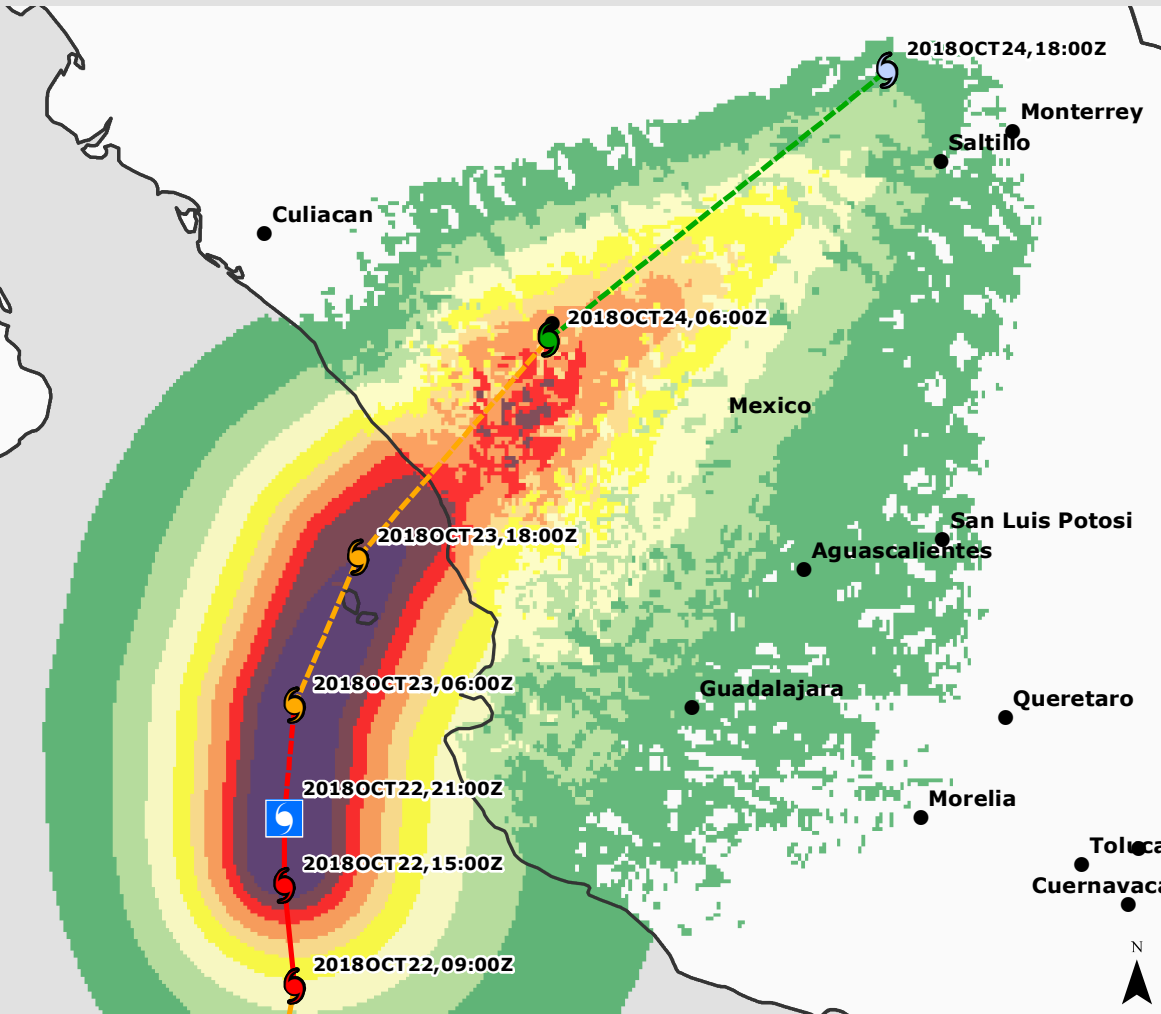 2018OCT24,18:00Z
Monterrey
Saltillo
Culiacan
2018OCT24,06:00Z
Mexico
San Luis Potosi
2018OCT23,18:00Z
Aguascalientes
2018OCT23,06:00Z
Guadalajara
Queretaro
2018OCT22,21:00Z
Morelia
2018OCT22,15:00Z
Toluca
Cuernavaca
N
2018OCT22,09:00Z